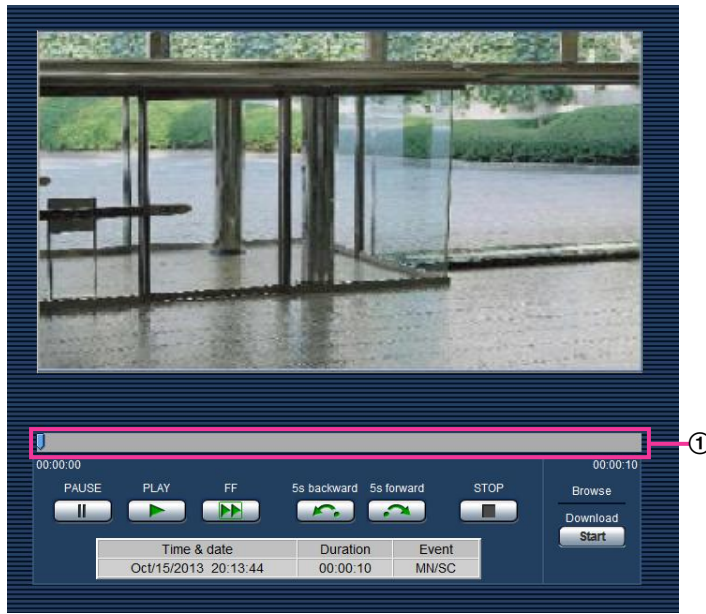 ①
00:00:00 00:00:10
PAUSE PLAY FF 5s backward 5s forward STOP Browse
Download
Start
Time & date Duration Event
Oct/15/2013 20:13:44 00:00:10 MN/SC